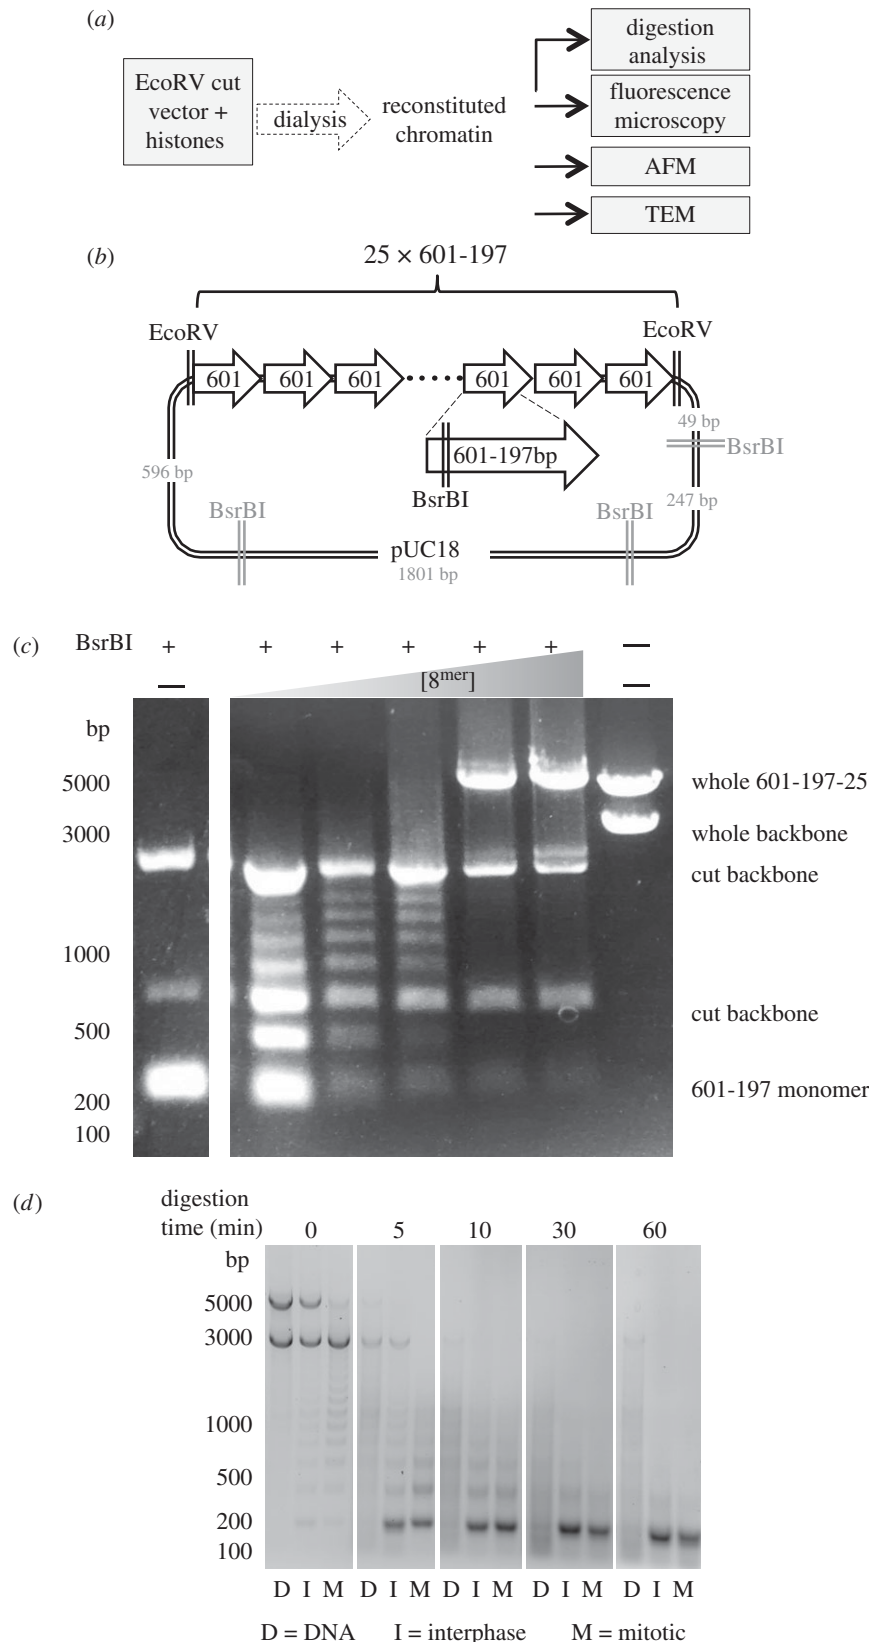 (a)
EcoRV cut
vector +
histones
dialysis
reconstituted
chromatin
digestion
analysis
fluorescence
microscopy
AFM
TEM
(b)
25 × 601-197
EcoRV
EcoRV
601 601 601 601 601 601
49 bp
BsrBI
601-197bp
BsrBI
596 bp
247 bp
BsrBI
BsrBI
pUC18
1801 bp
(c)
BsrBI + + + + + + —
— [8mer] —
bp
5000
3000
1000
500
200
100
whole 601-197-25
whole backbone
cut backbone
cut backbone
601-197 monomer
(d)
digestion
time (min) 0 5 10 30 60
bp
5000
3000
1000
500
200
100
D I M D I M D I M D I M D I M
D = DNA I = interphase M = mitotic